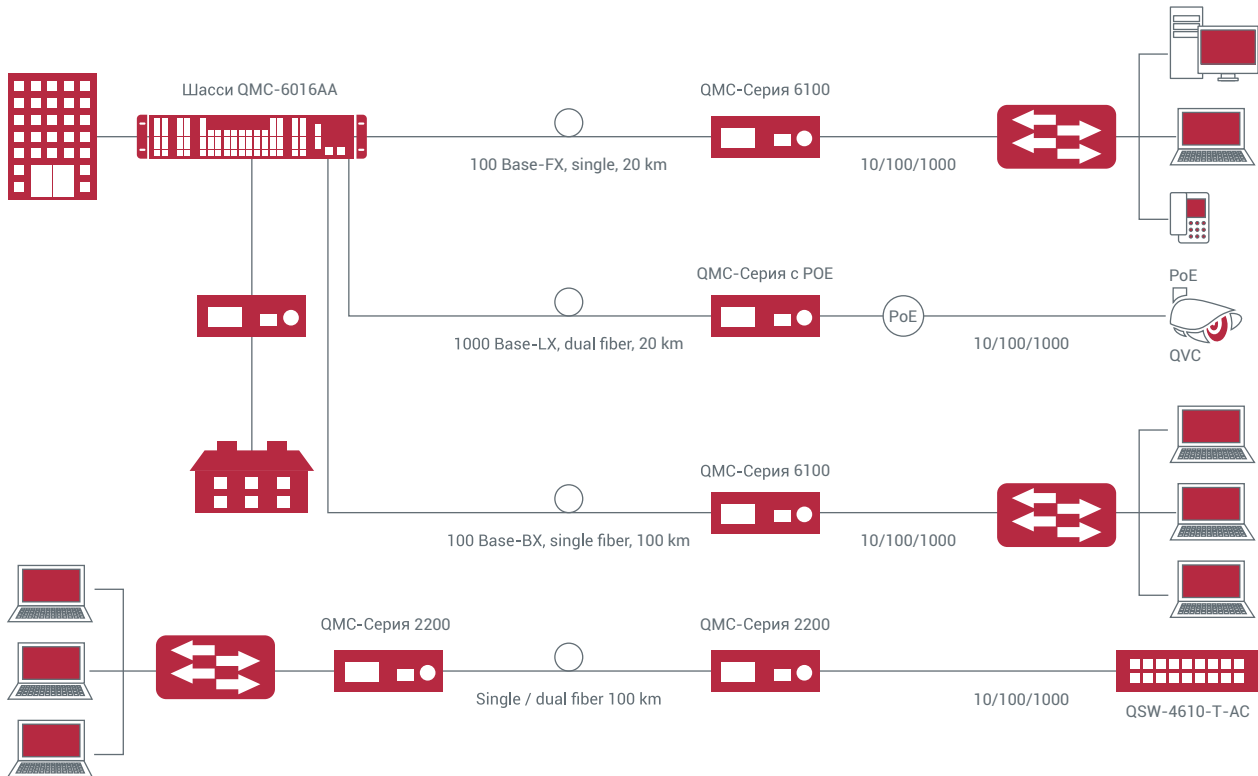 Шасси QMC-6016AA
QMC-Серия 6100
100 Base-FX, single, 20 km
10/100/1000
QMC-Серия с POE
PoE
PoE
1000 Base-LX, dual fiber, 20 km
10/100/1000
QVC
QMC-Серия 6100
100 Base-BX, single fiber, 100 km
10/100/1000
QMC-Серия 2200
QMC-Серия 2200
Single / dual fiber 100 km
10/100/1000
QSW-4610-T-AC